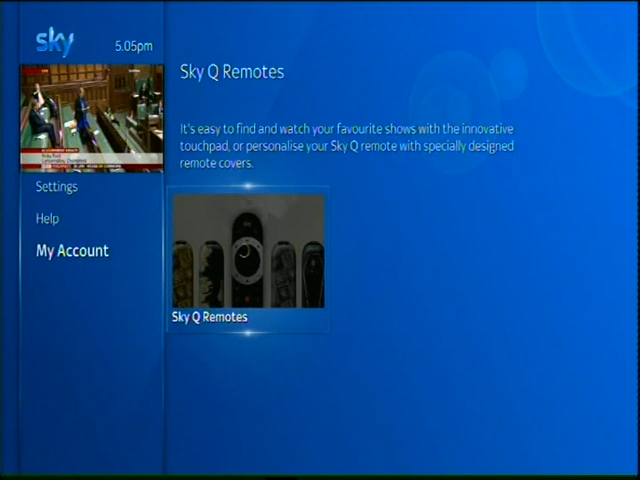 sky
5.05pm
Sky Q Remotes
It's easy to find and watch your favourite shows with the innovative
touchpad, or personalise your Sky Q remote with specially designed
remote covers.
Settings
Help
My Account
Sky Q Remotes